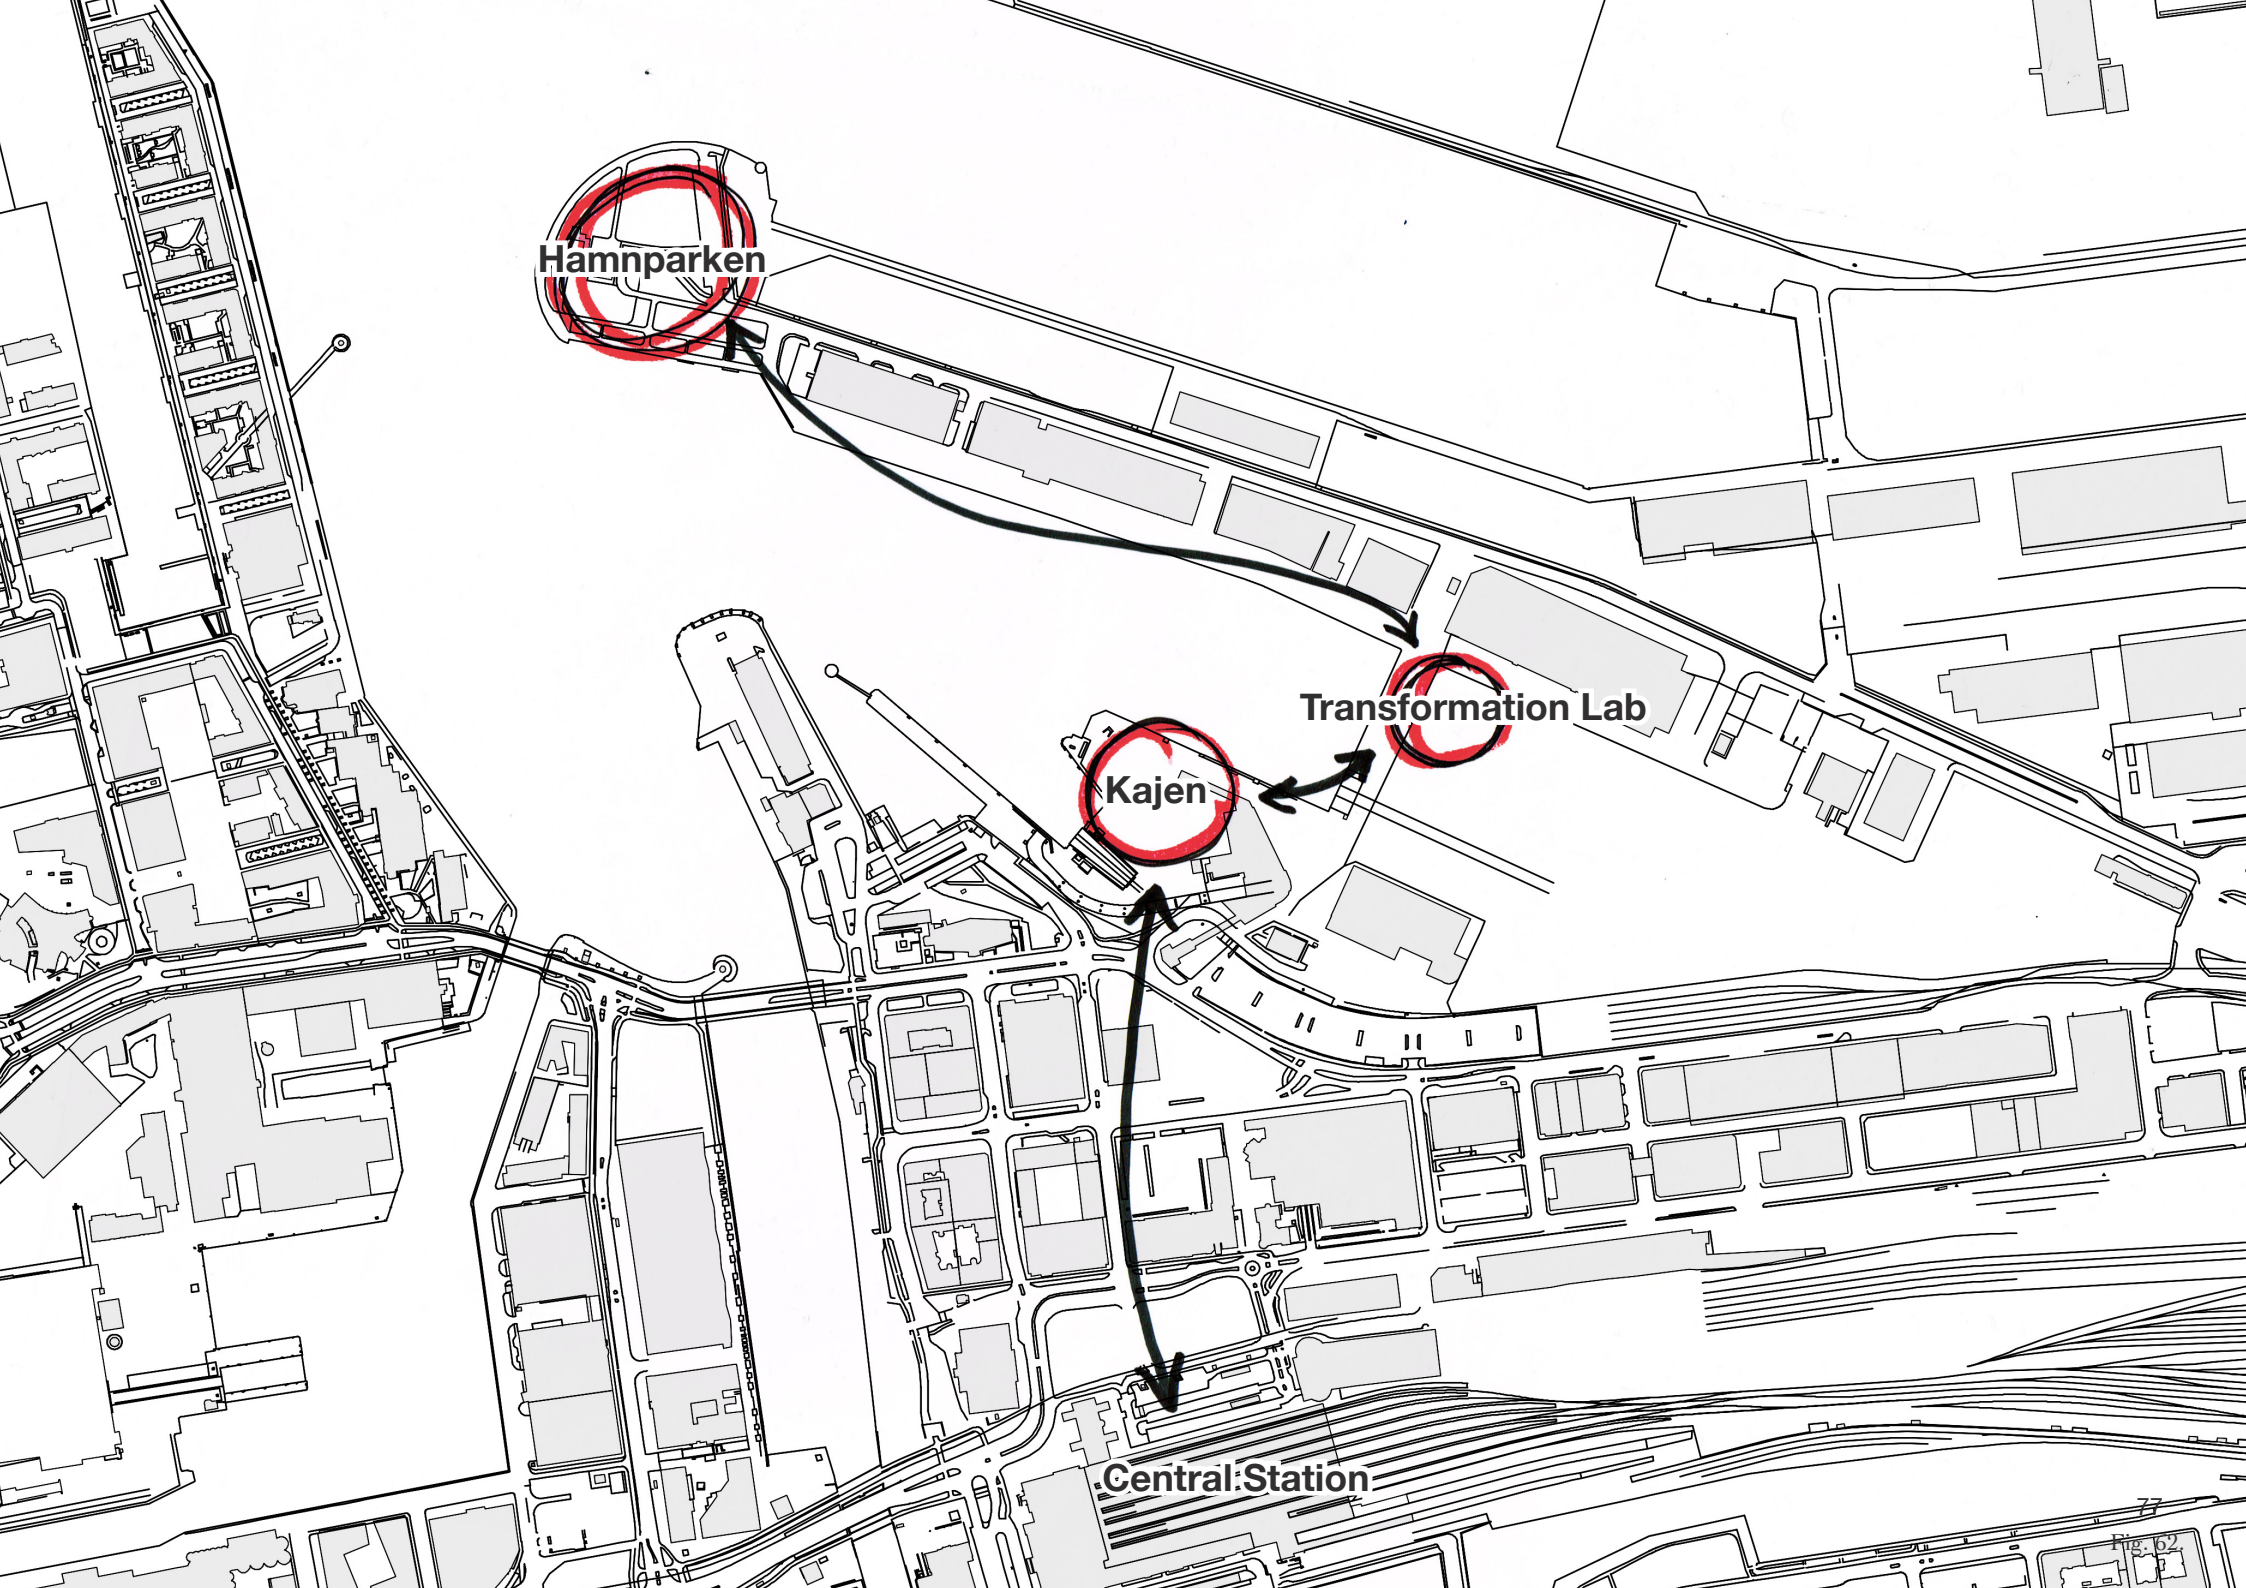 Hamnparken
Transformation Lab
Kajen
Central Station
77
Fig. 62.